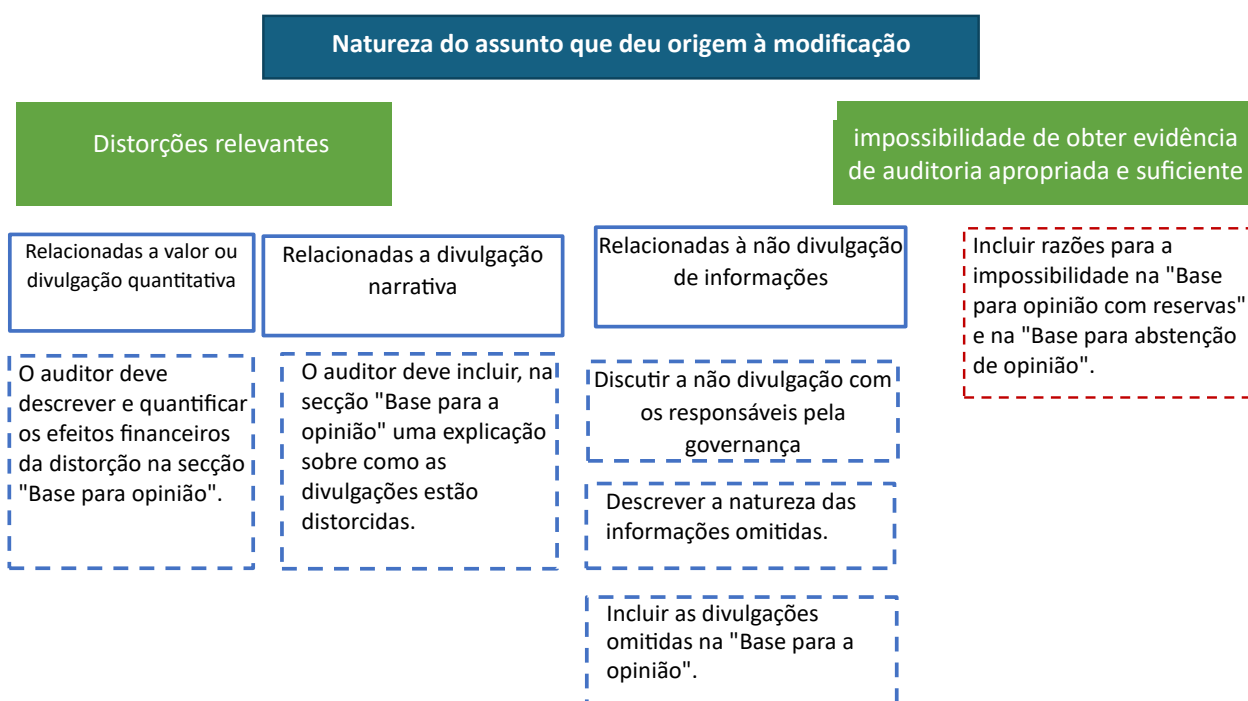 Natureza do assunto que deu origem à modificação
Distorções relevantes
impossibilidade de obter evidência
de auditoria apropriada e suficiente
Relacionadas a valor ou
divulgação quantitativa
Relacionadas a divulgação
narrativa
Relacionadas à não divulgação
de informações
Incluir razões para a
impossibilidade na "Base
para opinião com reservas"
e na "Base para abstenção
de opinião".
O auditor deve
descrever e quantificar
os efeitos financeiros
da distorção na secção
"Base para opinião".
O auditor deve incluir, na
secção "Base para a
opinião" uma explicação
sobre como as
divulgações estão
distorcidas.
Discutir a não divulgação com
os responsáveis pela
governança
Descrever a natureza das
informações omitidas.
Incluir as divulgações
omitidas na "Base para a
opinião".